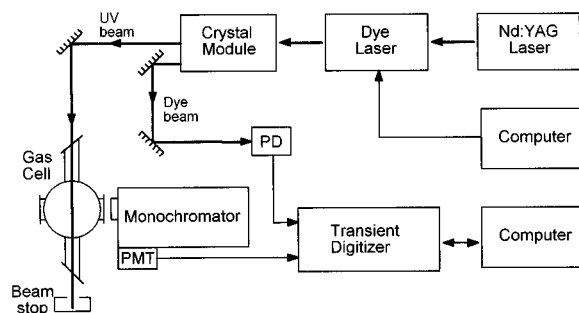 UV
beam
Crystal
Module
Dye
Laser
Nd:YAG
Laser
Dye
beam
Computer
PD
Gas
Cell
Monochromator
PMT
Transient
Digitizer
Computer
Beam
stop